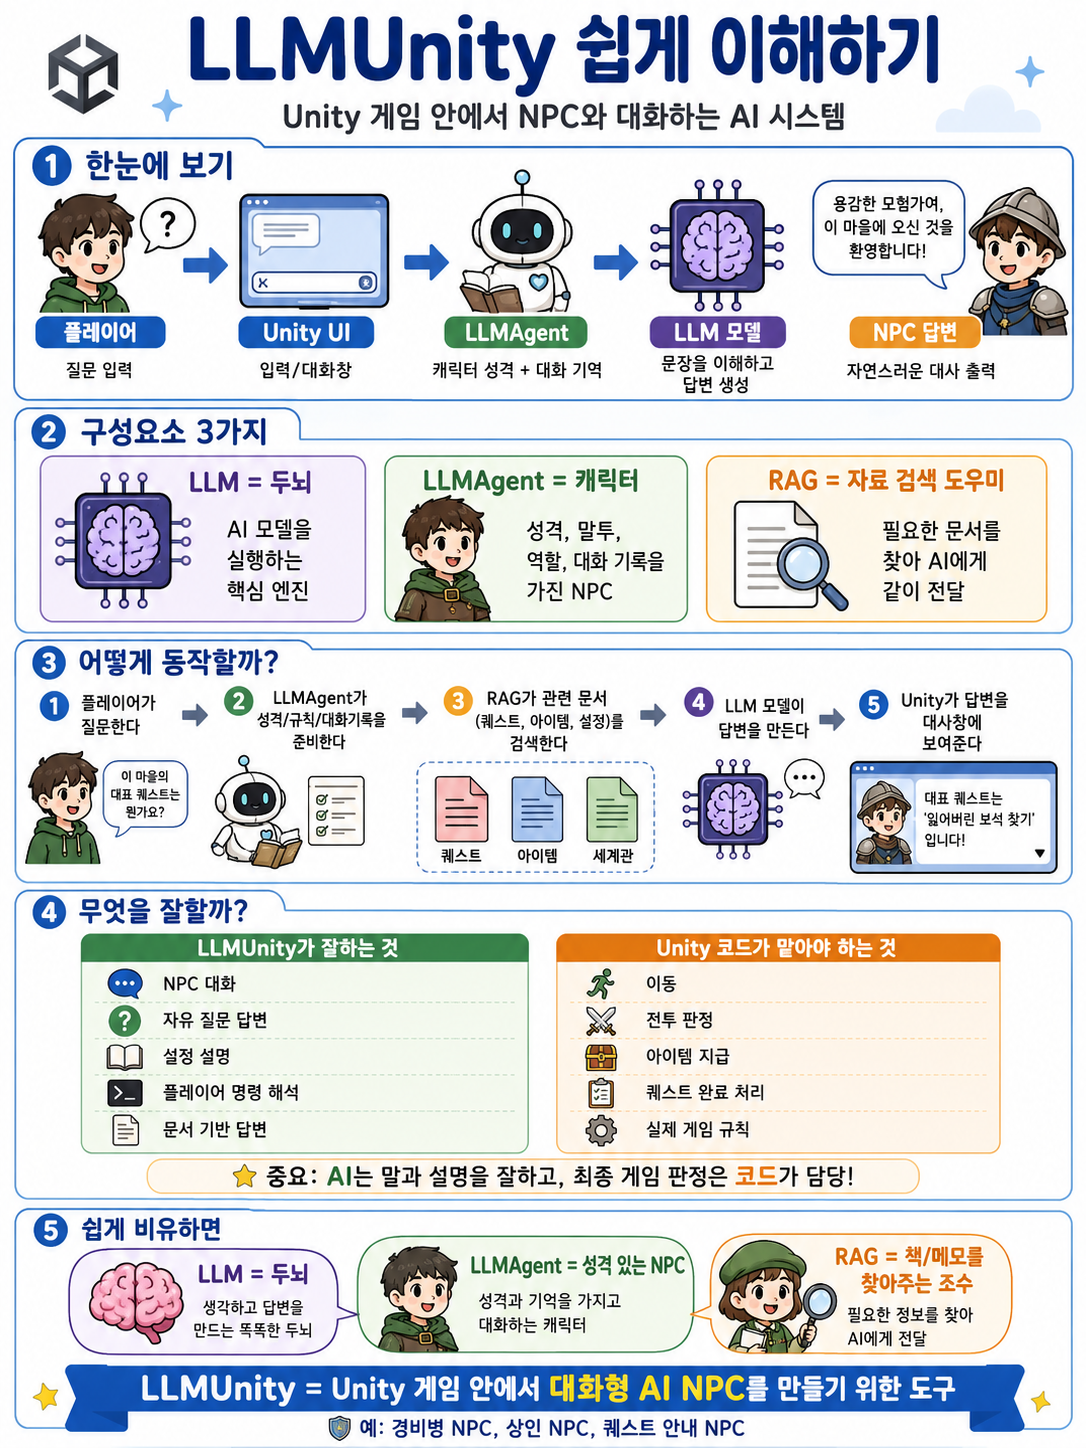 LLMUnity 쉽게 이해하기
Unity 게임 안에서 NPC와 대화하는 AI 시스템
1 한눈에 보기
?
용감한 모험가여,
이 마을에 오신 것을
환영합니다!
플레이어
질문 입력
Unity UI
입력/대화창
LLMAgent
캐릭터 성격 + 대화 기억
LLM 모델
문장을 이해하고
답변 생성
NPC 답변
자연스러운 대사 출력
2 구성요소 3가지
LLM = 두뇌
AI 모델을
실행하는
핵심 엔진
LLMAgent = 캐릭터
성격, 말투,
역할, 대화 기록을
가진 NPC
RAG = 자료 검색 도우미
필요한 문서를
찾아 AI에게
같이 전달
3 어떻게 동작할까?
1 플레이어가
질문한다
이 마을의
대표 퀘스트는
뭔가요?
2 LLMAgent가
성격/규칙/대화기록을
준비한다
3 RAG가 관련 문서
(퀘스트, 아이템, 설정)를
검색한다
퀘스트
아이템
세계관
4 LLM 모델이
답변을 만든다
5 Unity가 답변을
대사창에
보여준다
대표 퀘스트는
'잃어버린 보석 찾기'
입니다!
4 무엇을 잘할까?
LLMUnity가 잘하는 것
NPC 대화
? 자유 질문 답변
설정 설명
플레이어 명령 해석
문서 기반 답변
Unity 코드가 맡아야 하는 것
이동
전투 판정
아이템 지급
퀘스트 완료 처리
실제 게임 규칙
중요: AI는 말과 설명을 잘하고, 최종 게임 판정은 코드가 담당!
5 쉽게 비유하면
LLM = 두뇌
생각하고 답변을
만드는 똑똑한 두뇌
LLMAgent = 성격 있는 NPC
성격과 기억을 가지고
대화하는 캐릭터
RAG = 책/메모를
찾아주는 조수
필요한 정보를 찾아
AI에게 전달
LLMUnity = Unity 게임 안에서 대화형 AI NPC를 만들기 위한 도구
예: 경비병 NPC, 상인 NPC, 퀘스트 안내 NPC